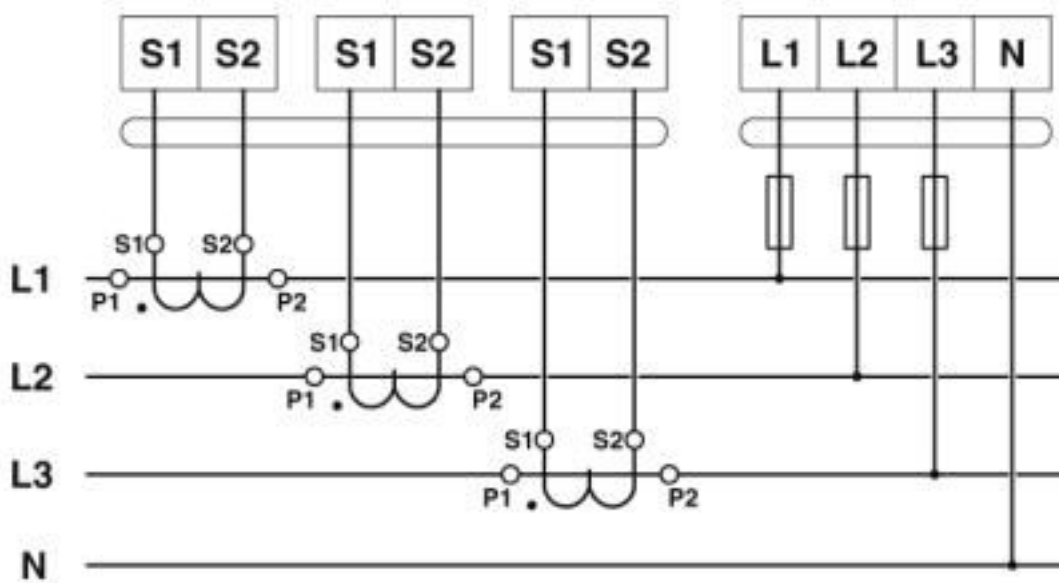 S1 S2 S1 S2 S1 S2 L1 L2 L3 N
S1 S2
L1
P1 P2
S1 S2
L2
P1 P2
S1 S2
L3
P1 P2
N